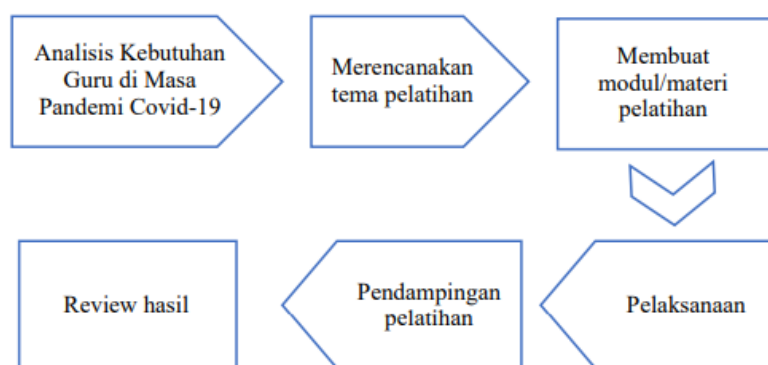 Analisis Kebutuhan
Guru di Masa
Pandemi Covid-19
Merencanakan
tema pelatihan
Membuat
modul/materi
pelatihan
Pelaksanaan
Pendampingan
pelatihan
Review hasil